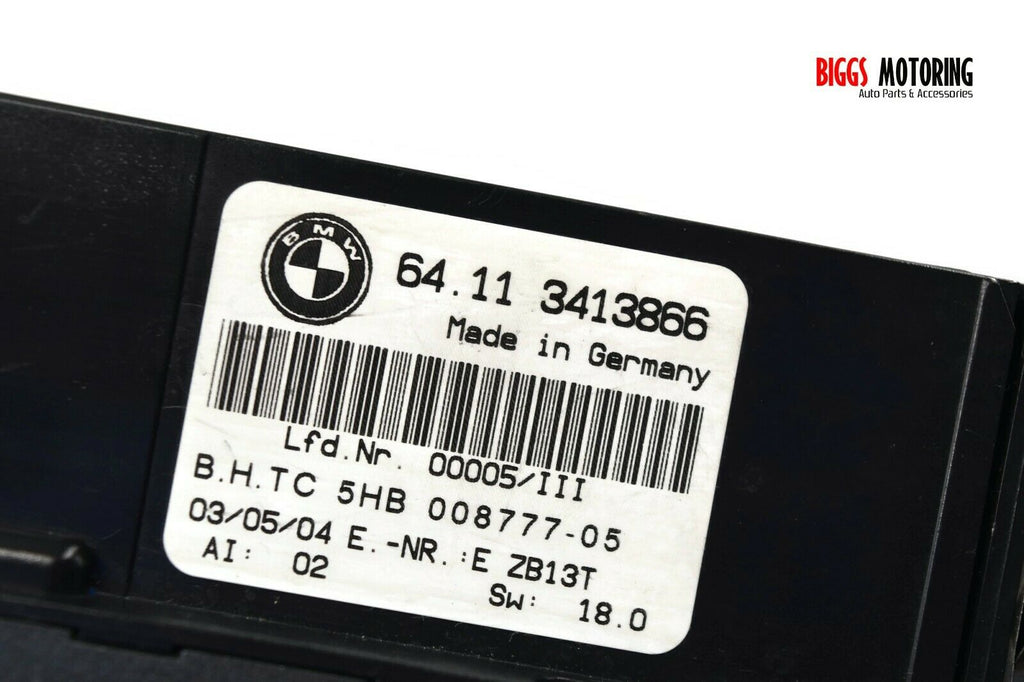 BIGGS MOTORING
Auto Parts & Accessories
BMW
64.11 3413866
Made in Germany
Lfd.Nr. 00005/III
B.H.TC 5HB 008777-05
03/05/04 E.-NR.:E ZB13T
AI: 02
Sw: 18.0